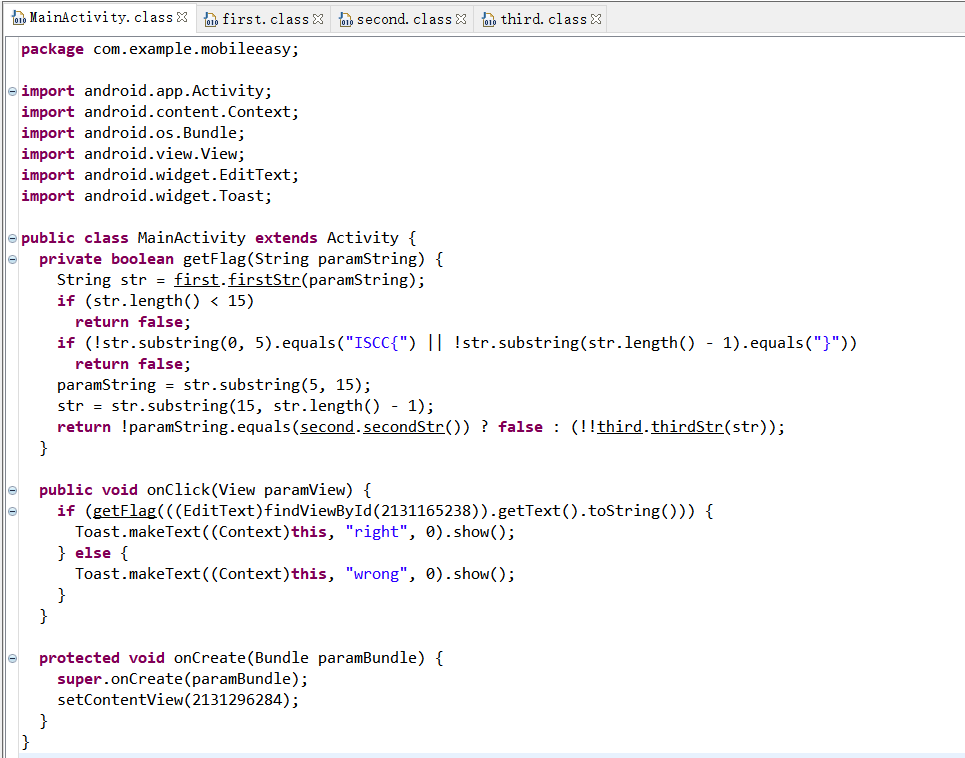 MainActivity.class first.class second.class third.class
package com.example.mobileeasy;
import android.app.Activity;
import android.content.Context;
import android.os.Bundle;
import android.view.View;
import android.widget.EditText;
import android.widget.Toast;
public class MainActivity extends Activity {
private boolean getFlag(String paramString) {
String str = first.firstStr(paramString);
if (str.length() < 15)
return false;
if (!str.substring(0, 5).equals("ISCC{") || !str.substring(str.length() - 1).equals("}"))
return false;
paramString = str.substring(5, 15);
str = str.substring(15, str.length() - 1);
return !paramString.equals(second.secondStr()) ? false : (!!third.thirdStr(str));
}
public void onClick(View paramView) {
if (getFlag(((EditText)findViewById(2131165238)).getText().toString())) {
Toast.makeText((Context)this, "right", 0).show();
} else {
Toast.makeText((Context)this, "wrong", 0).show();
}
}
protected void onCreate(Bundle paramBundle) {
super.onCreate(paramBundle);
setContentView(2131296284);
}
}